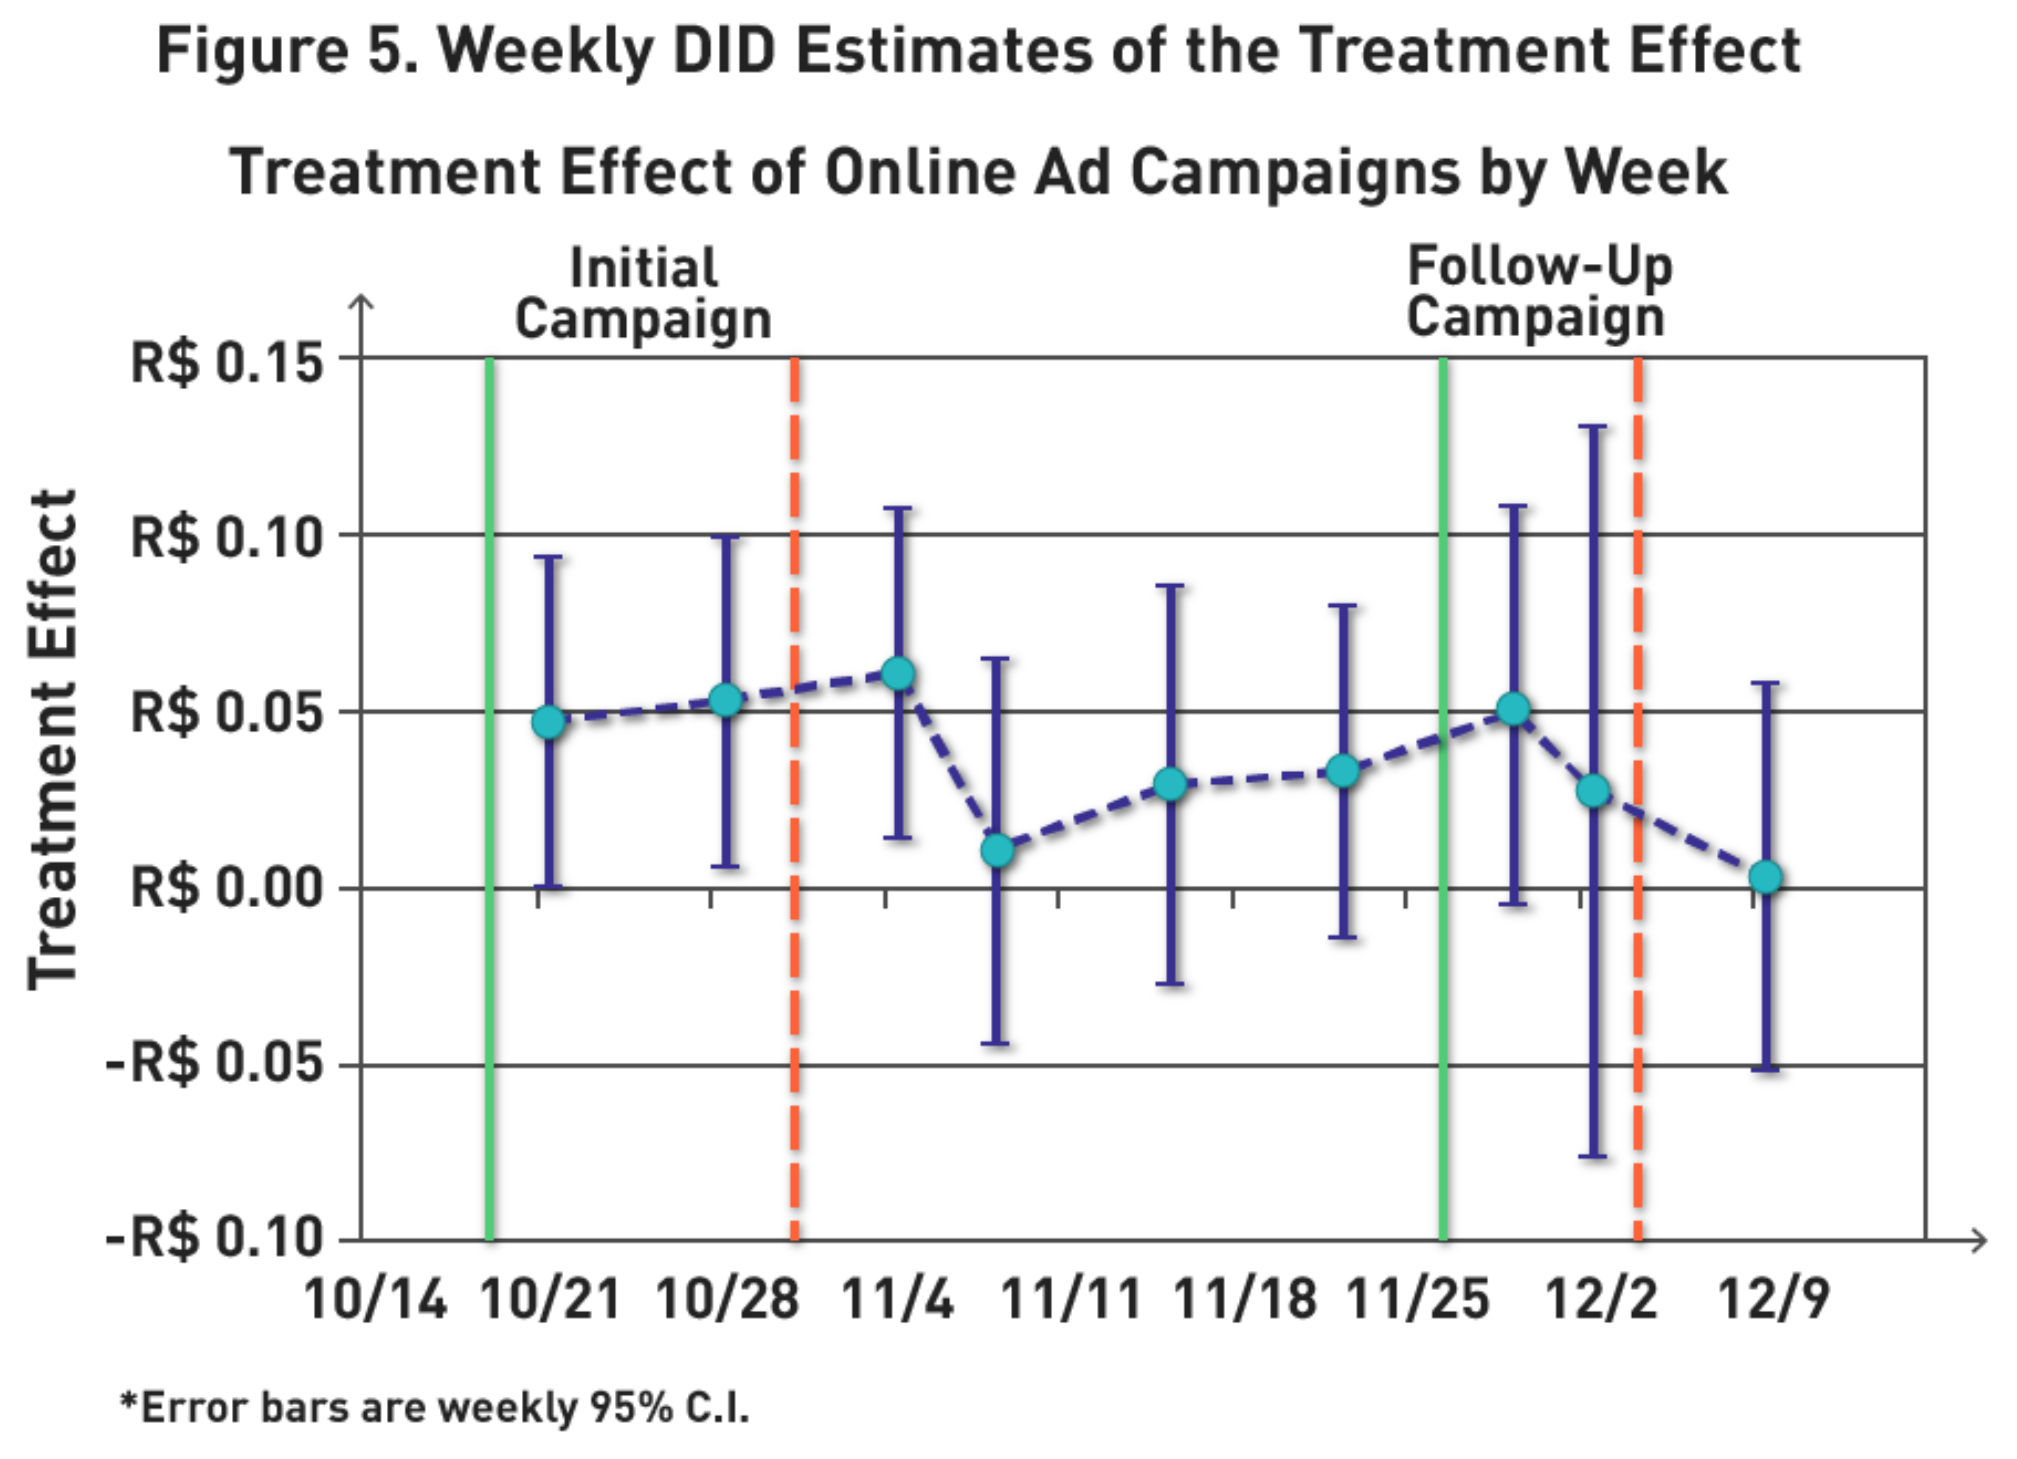 Figure 5. Weekly DID Estimates of the Treatment Effect
Treatment Effect of Online Ad Campaigns by Week
Initial
Campaign
Follow-Up
Campaign
Treatment Effect
R$ 0.15
R$ 0.10
R$ 0.05
R$ 0.00
-R$ 0.05
-R$ 0.10
10/14 10/21 10/28 11/4 11/11 11/18 11/25 12/2 12/9
*Error bars are weekly 95% C.I.